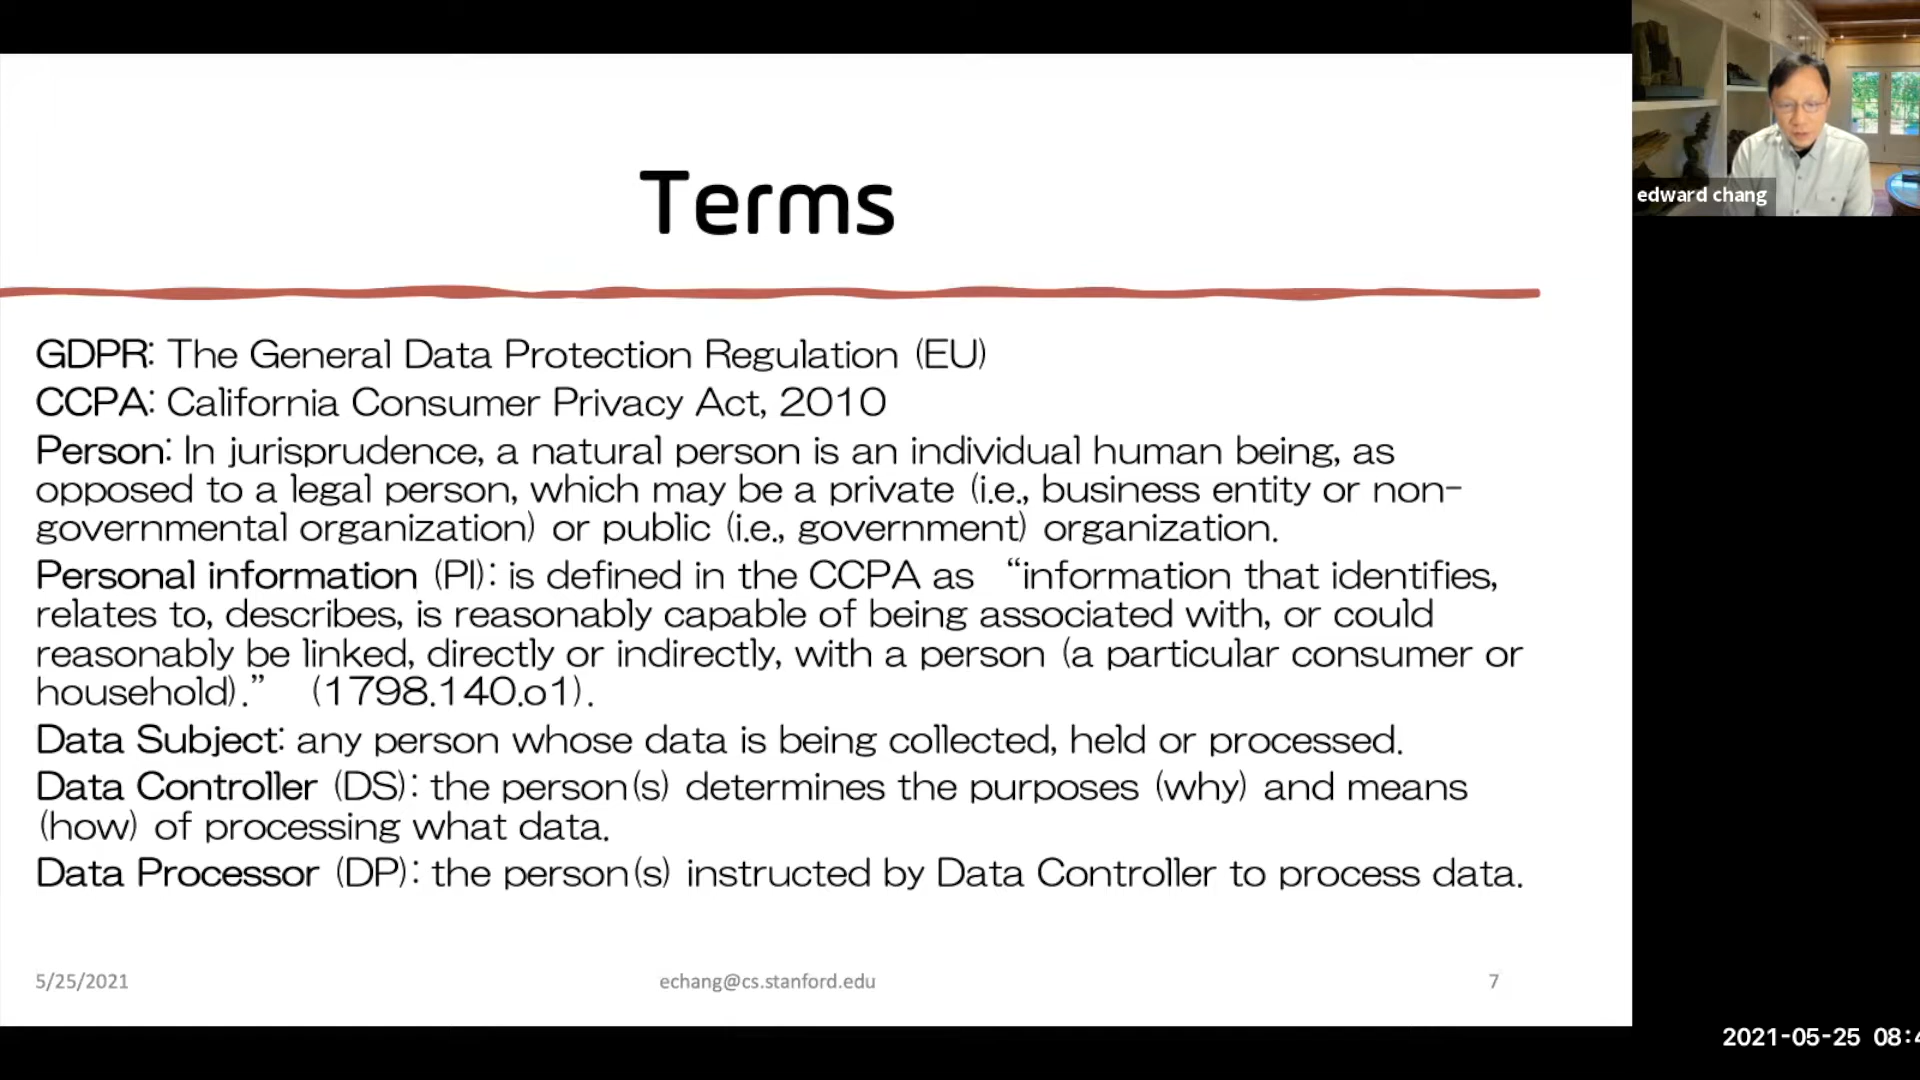 Terms
GDPR: The General Data Protection Regulation (EU)
CCPA: California Consumer Privacy Act, 2010
Person: In jurisprudence, a natural person is an individual human being, as
opposed to a legal person, which may be a private (i.e., business entity or non-
governmental organization) or public (i.e., government) organization.
Personal information (PI): is defined in the CCPA as “information that identifies,
relates to, describes, is reasonably capable of being associated with, or could
reasonably be linked, directly or indirectly, with a person (a particular consumer or
household).” (1798.140.o1).
Data Subject: any person whose data is being collected, held or processed.
Data Controller (DS): the person(s) determines the purposes (why) and means
(how) of processing what data.
Data Processor (DP): the person(s) instructed by Data Controller to process data.
5/25/2021
echang@cs.stanford.edu
7
edward chang
2021-05-25 08:4